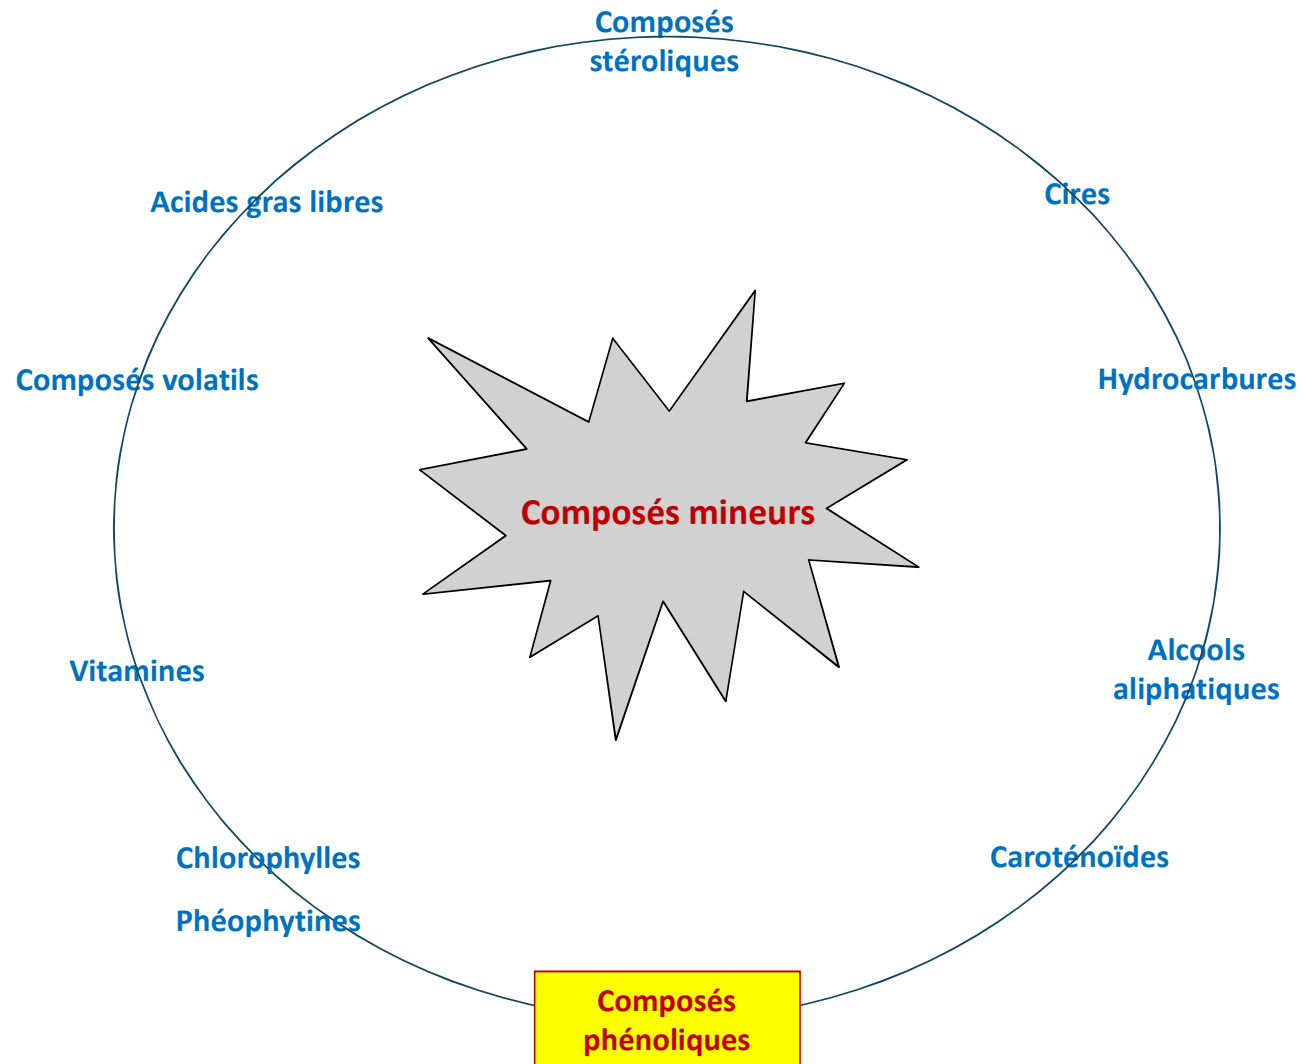 Composés
stéroliques
Acides gras libres
Cires
Composés volatils
Hydrocarbures
Composés mineurs
Vitamines
Alcools
aliphatiques
Chlorophylles
Caroténoïdes
Phéophytines
Composés
phénoliques